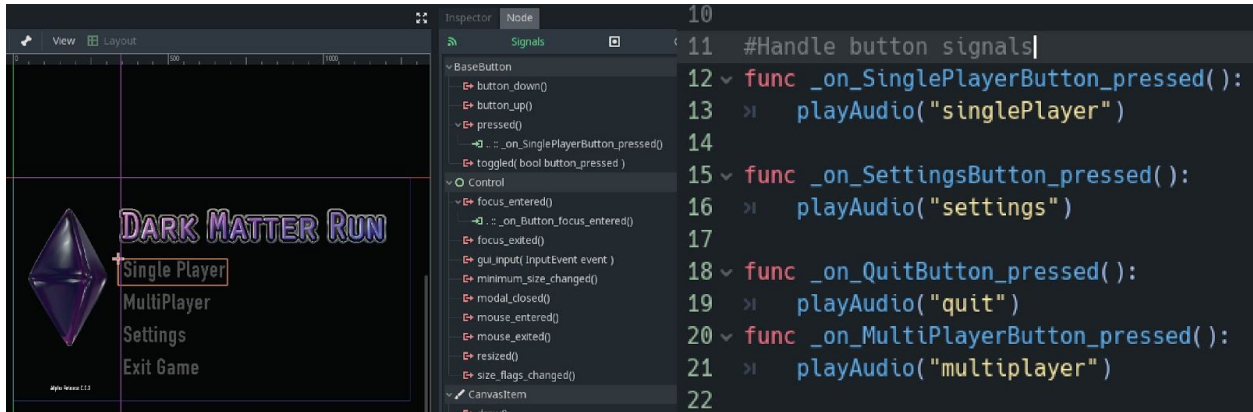 View Layout
0 500 1000
DARK MATTER RUN
Single Player
MultiPlayer
Settings
Exit Game
Inspector Node
Signals
BaseButton
button_down()
button_up()
pressed()
.. :: _on_SinglePlayerButton_pressed()
toggled( bool button_pressed )
Control
focus_entered()
. :: _on_Button_focus_entered()
focus_exited()
gui_input( InputEvent event )
minimum_size_changed()
modal_closed()
mouse_entered()
mouse_exited()
resized()
size_flags_changed()
CanvasItem
10
11 #Handle button signals
12 func _on_SinglePlayerButton_pressed():
13 playAudio("singlePlayer")
14
15 func _on_SettingsButton_pressed():
16 playAudio("settings")
17
18 func _on_QuitButton_pressed():
19 playAudio("quit")
20 func _on_MultiPlayerButton_pressed():
21 playAudio("multiplayer")
22